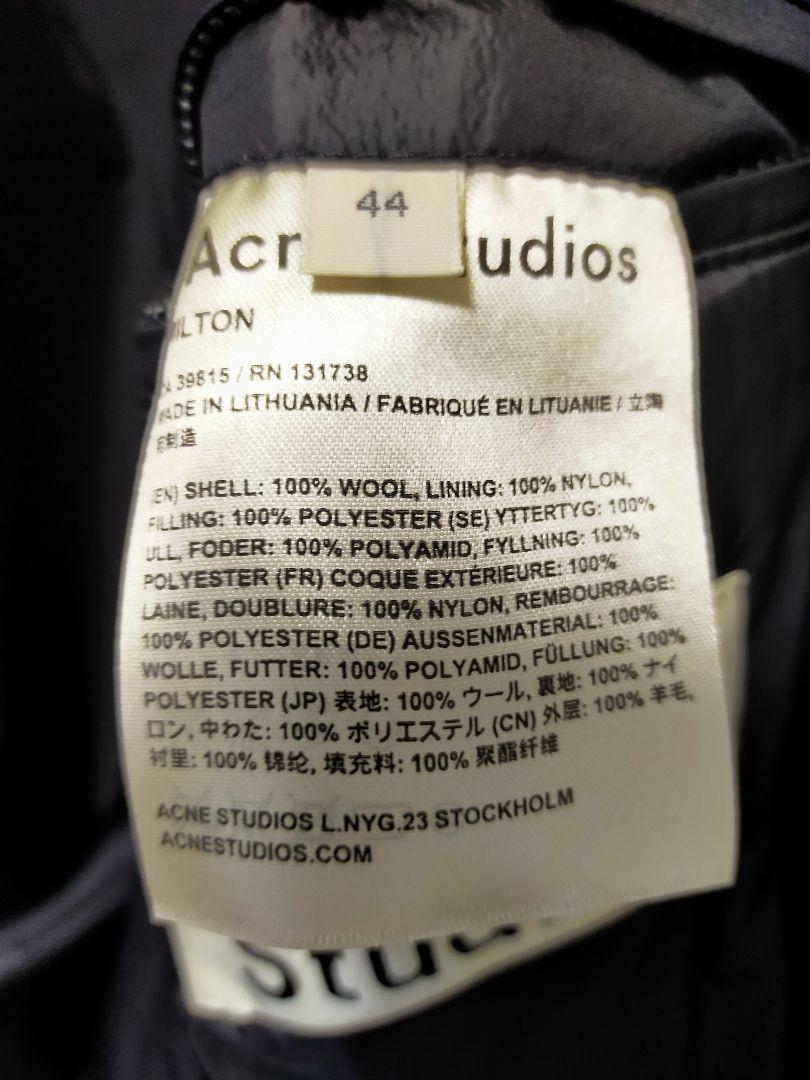 44
Acr udios
ILTON
39815 / RN 131738
MADE IN LITHUANIA / FABRIQUÉ EN LITUANIE / 立陶
宛制造
(EN) SHELL: 100% WOOL, LINING: 100% NYLON,
FILLING: 100% POLYESTER (SE) YTTERTYG: 100%
ULL, FODER: 100% POLYAMID, FYLLNING: 100%
POLYESTER (FR) COQUE EXTÉRIEURE: 100%
LAINE, DOUBLURE: 100% NYLON, REMBOURRAGE:
100% POLYESTER (DE) AUSSENMATERIAL: 100%
WOLLE, FUTTER: 100% POLYAMID, FÜLLUNG: 100%
POLYESTER (JP) 表地: 100% ウール, 裏地: 100% ナイ
ロン, 中わた: 100% ポリエステル (CN) 外层: 100% 羊毛,
衬里: 100% 锦纶, 填充料: 100% 聚酯纤维
ACNE STUDIOS L.NYG.23 STOCKHOLM
ACNESTUDIOS.COM